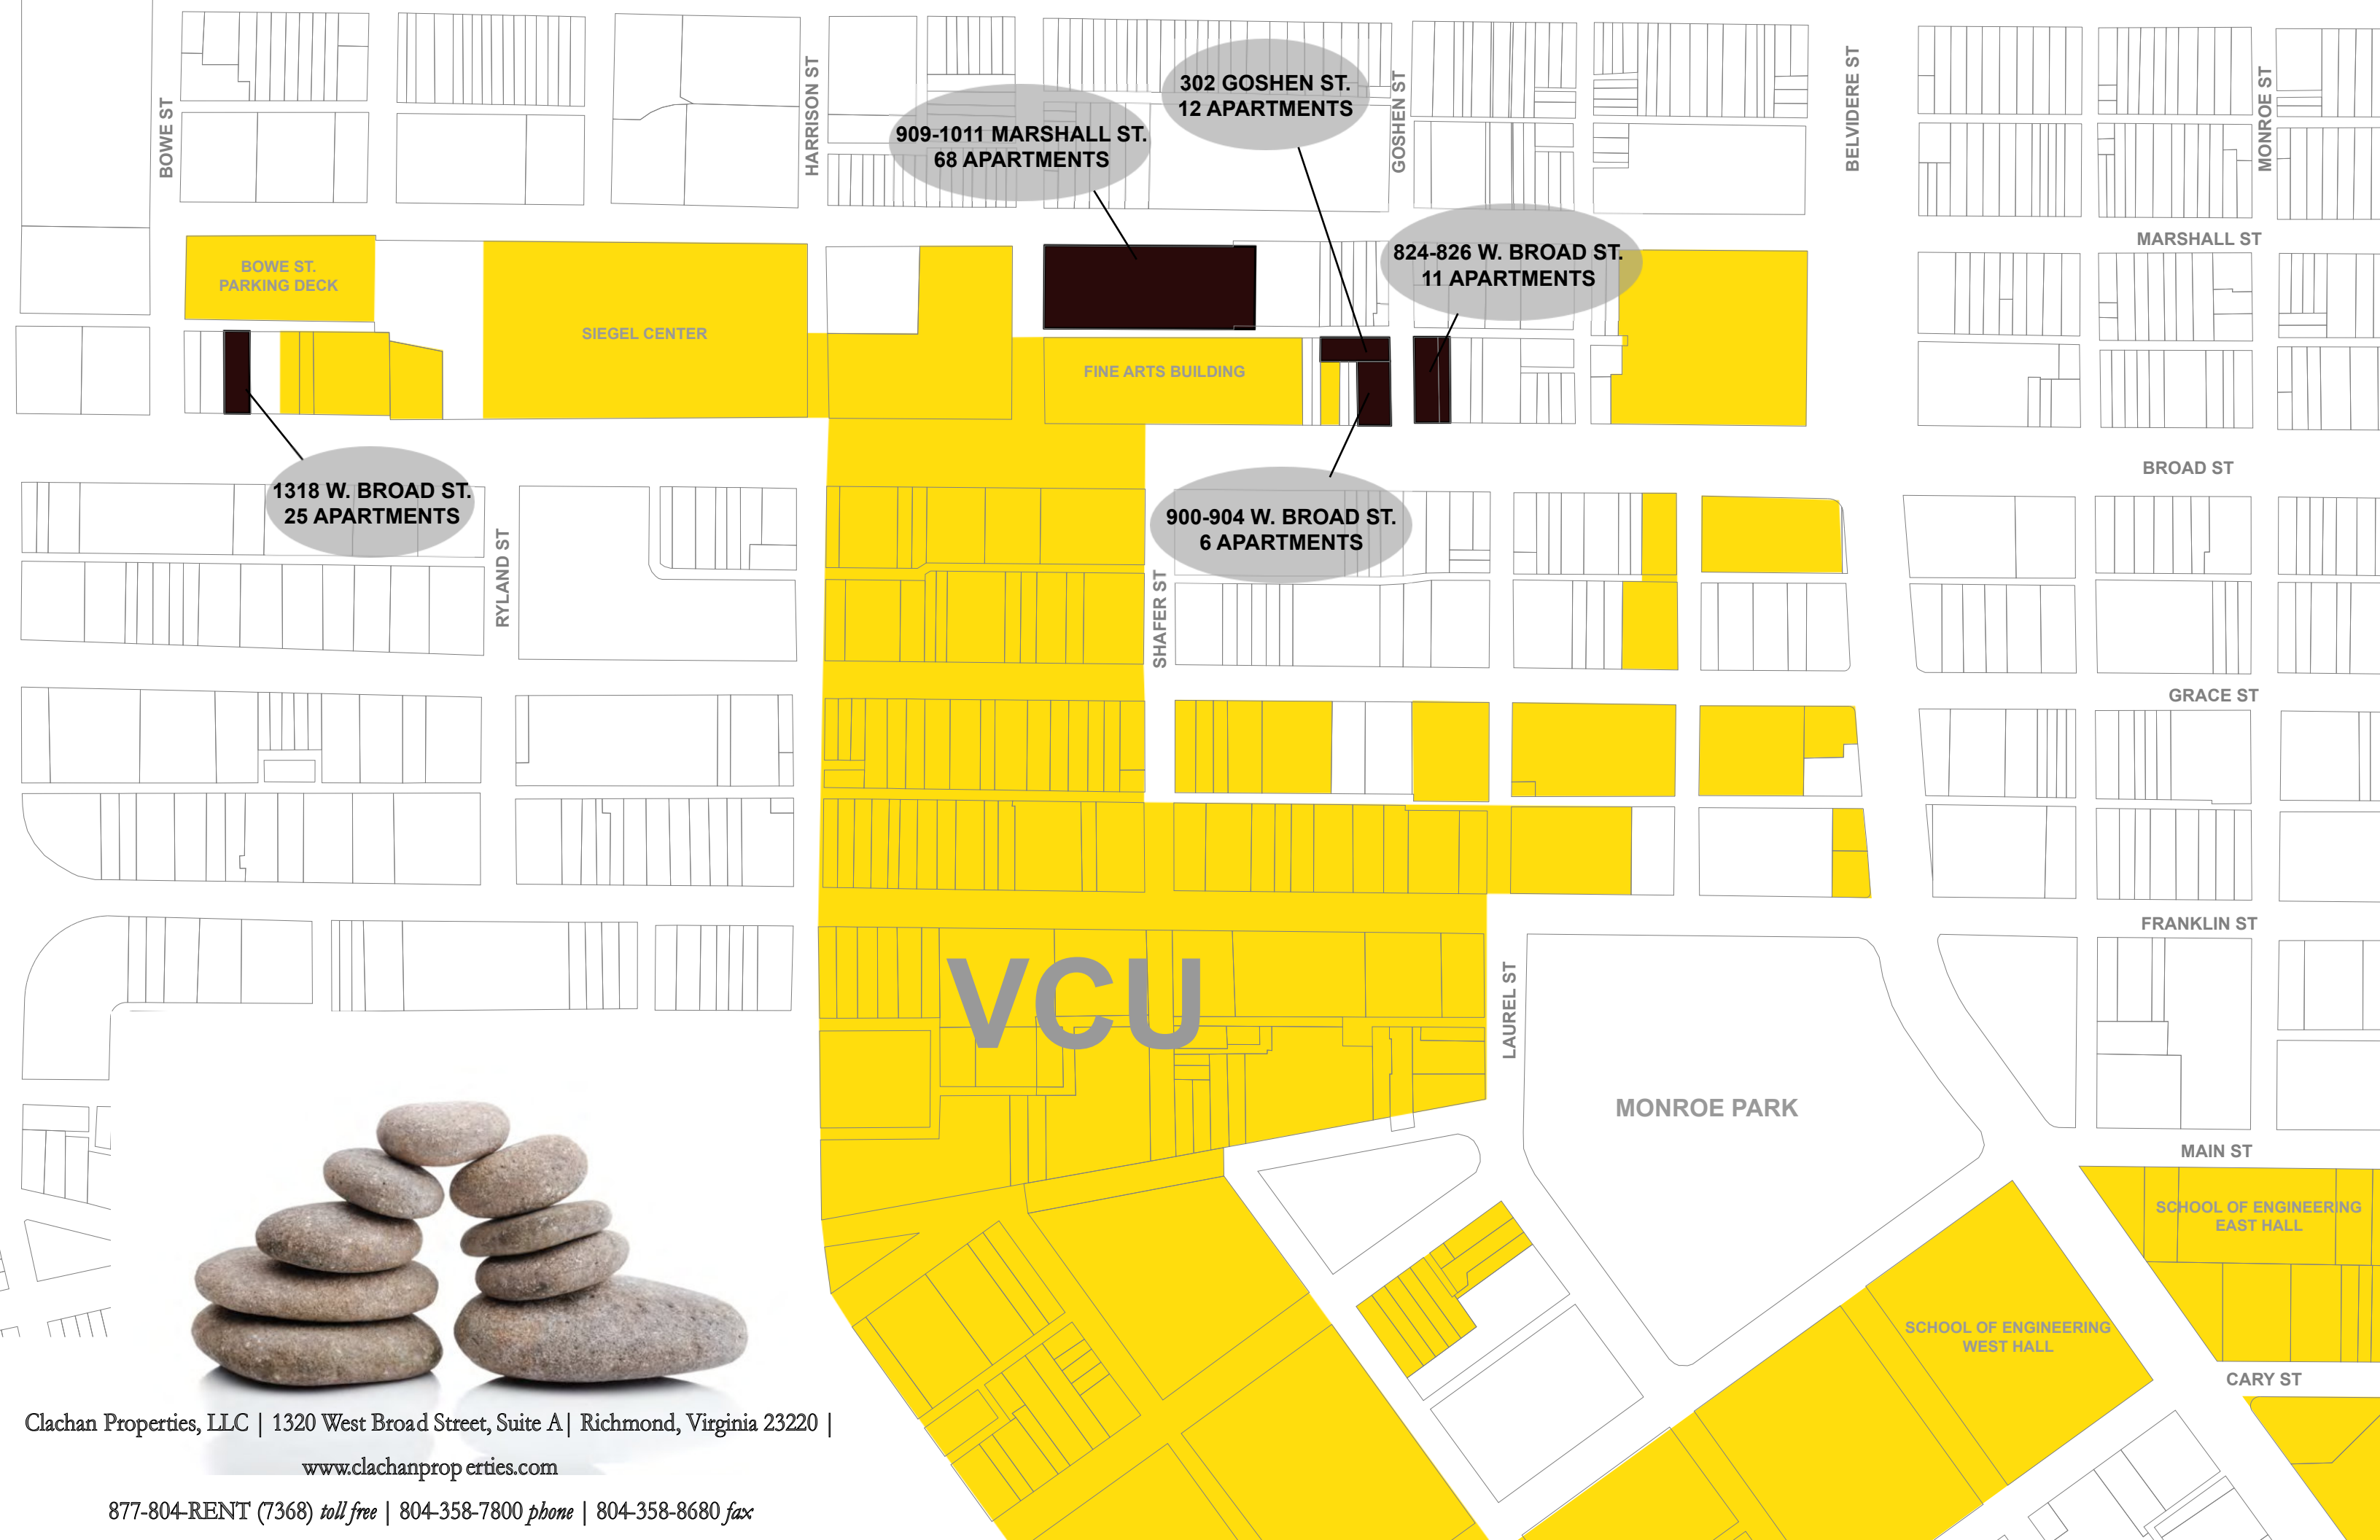 BOWE ST
HARRISON ST
GOSHEN ST
BELVIDERE ST
MONROE ST
302 GOSHEN ST.
12 APARTMENTS
909-1011 MARSHALL ST.
68 APARTMENTS
824-826 W. BROAD ST.
11 APARTMENTS
MARSHALL ST
BOWE ST.
PARKING DECK
SIEGEL CENTER
FINE ARTS BUILDING
BROAD ST
1318 W. BROAD ST.
25 APARTMENTS
900-904 W. BROAD ST.
6 APARTMENTS
RYLAND ST
SHAFER ST
GRACE ST
FRANKLIN ST
VCU
LAUREL ST
MONROE PARK
MAIN ST
SCHOOL OF ENGINEERING
EAST HALL
SCHOOL OF ENGINEERING
WEST HALL
CARY ST
Clachan Properties, LLC | 1320 West Broad Street, Suite A| Richmond, Virginia 23220 |
www.clachanproperties.com
877-804-RENT (7368) toll free | 804-358-7800 phone | 804-358-8680 fax